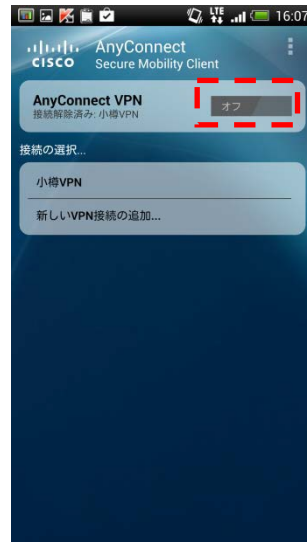 LTE 16:07
CISCO AnyConnect
Secure Mobility Client
AnyConnect VPN
オフ
接続解除済み: 小樽VPN
接続の選択...
小樽VPN
新しいVPN接続の追加...